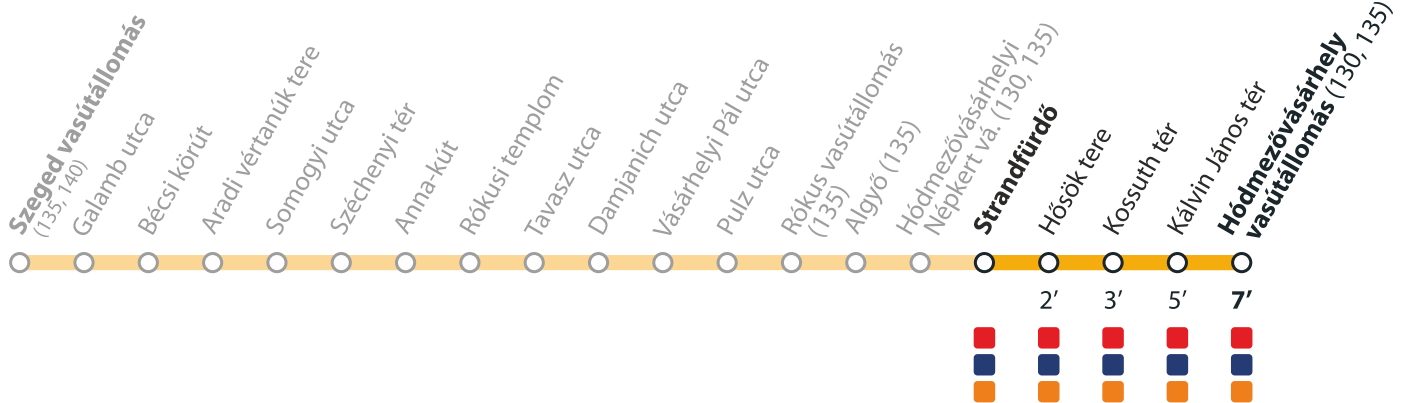 Szeged vasútállomás
(135, 140)
Galamb utca
Bécsi körút
Aradi vértanúk tere
Somogyi utca
Széchenyi tér
Anna-kút
Rókusi templom
Tavasz utca
Damjanich utca
Vásárhelyi Pál utca
Pulz utca
Rókus vasútállomás
(135)
Algyő (135)
Hódmezővásárhelyi
Népkert vá. (130, 135)
Strandfürdő
Hősök tere
Kossuth tér
Kálvin János tér
Hódmezővásárhely
vasútállomás (130, 135)
2’ 3’ 5’ 7’